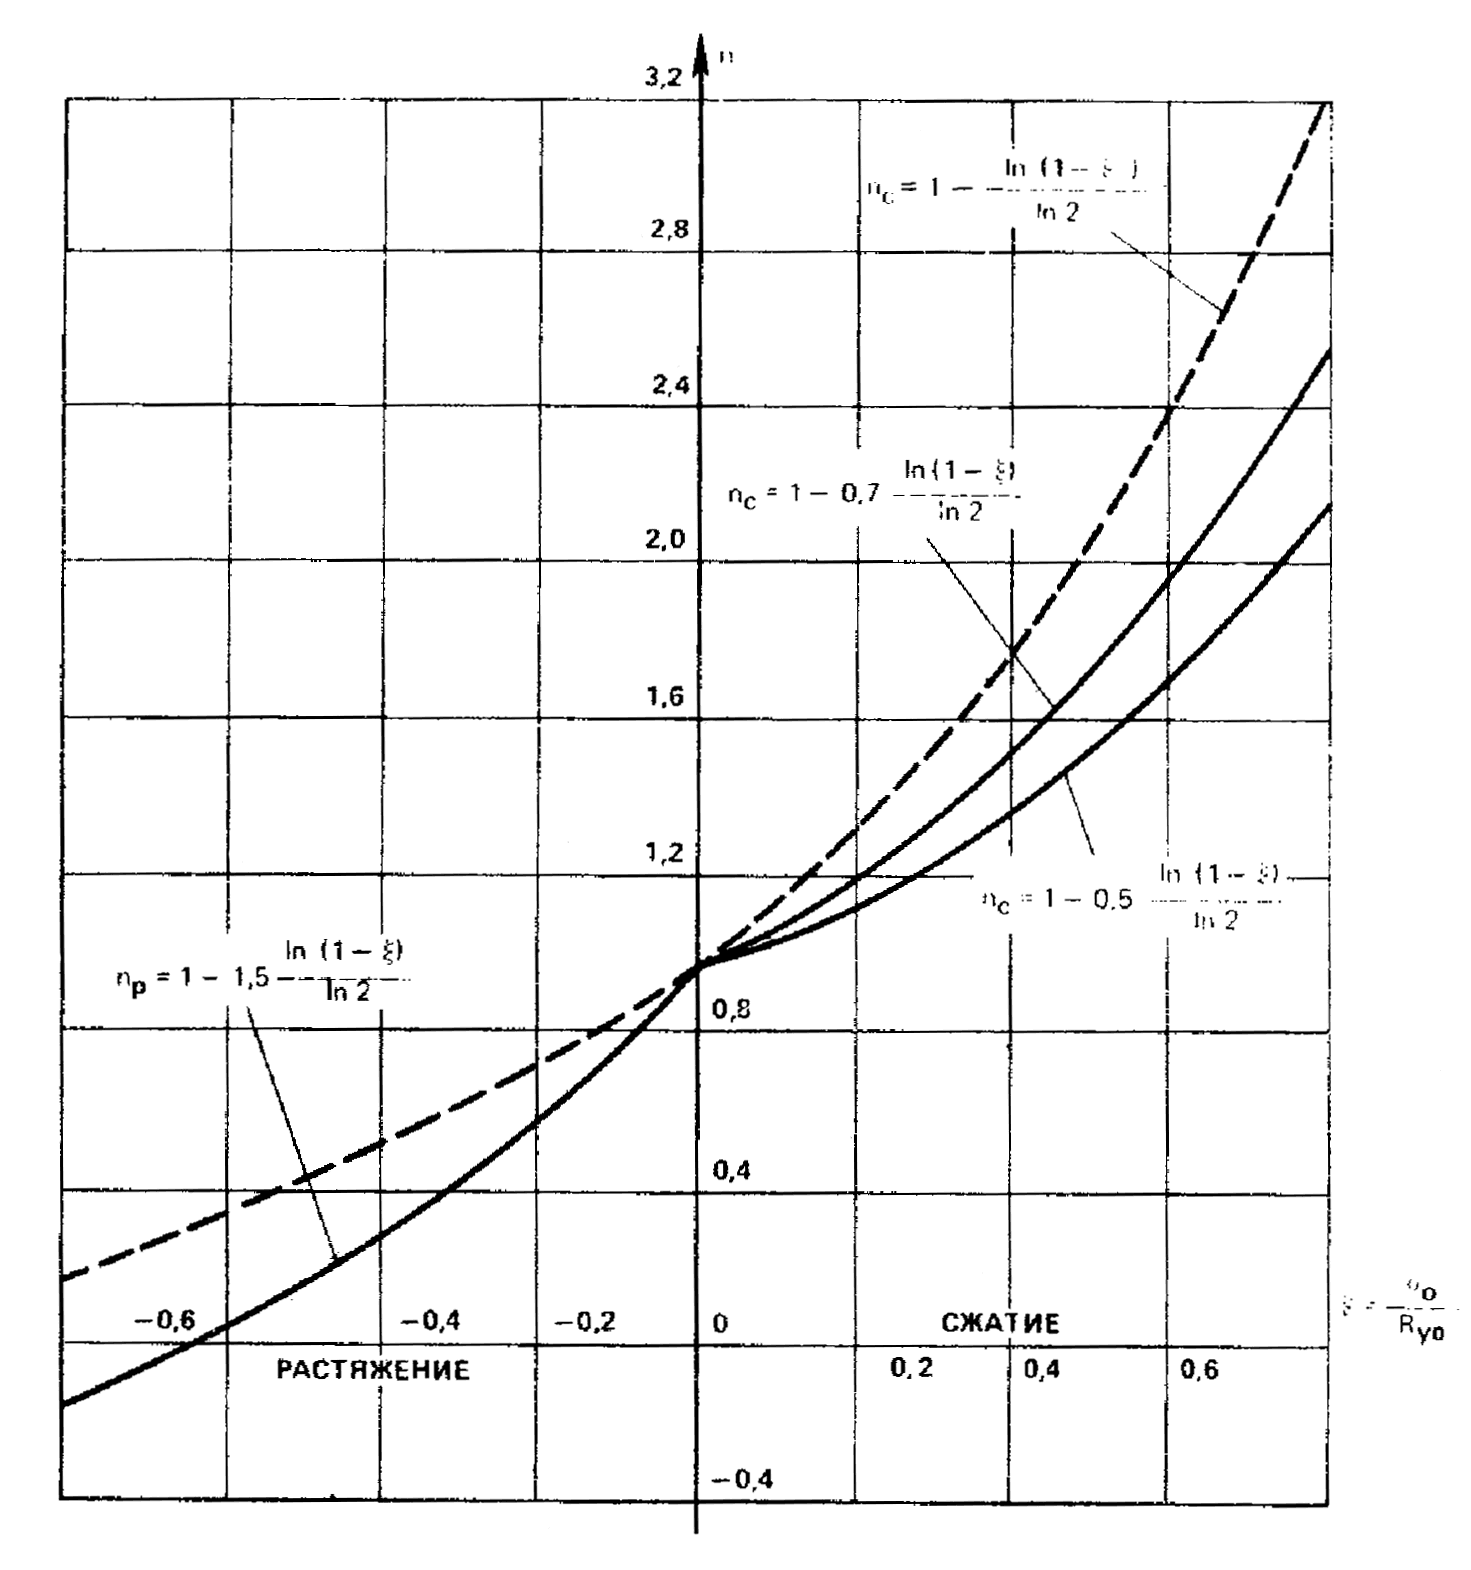 n
3,2
n_c = 1 − ln (1 − ξ) / ln 2
2,8
2,4
n_c = 1 − 0,7 ln (1 − ξ) / ln 2
2,0
1,6
1,2
n_c = 1 − 0,5 ln (1 − ξ) / ln 2
n_p = 1 − 1,5 ln (1 − ξ) / ln 2
0,8
0,4
−0,6 −0,4 −0,2 0 СЖАТИЕ
ξ = σ_o / R_yo
РАСТЯЖЕНИЕ 0,2 0,4 0,6
−0,4